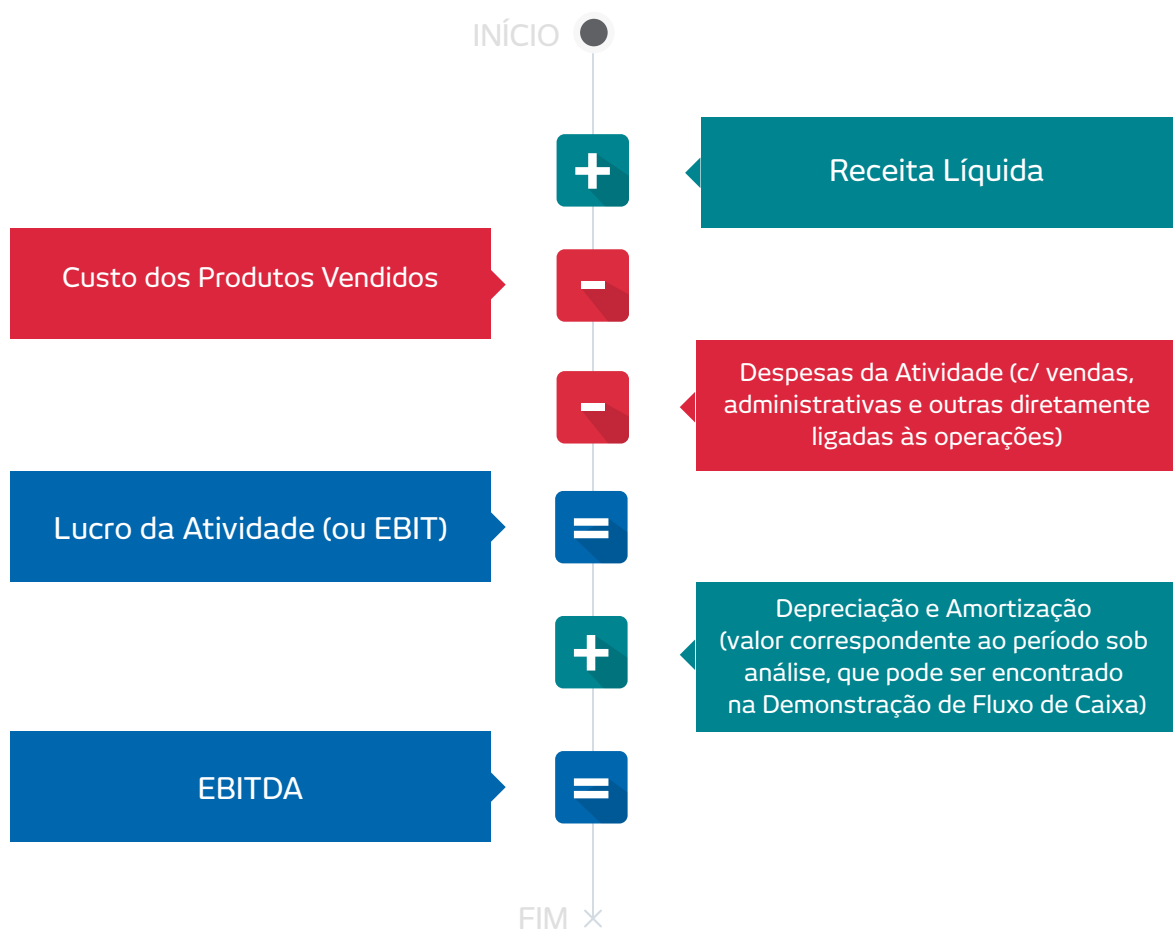 INÍCIO
+
Receita Líquida
Custo dos Produtos Vendidos
-
-
Despesas da Atividade (c/ vendas,
administrativas e outras diretamente
ligadas às operações)
Lucro da Atividade (ou EBIT)
=
+
Depreciação e Amortização
(valor correspondente ao período sob
análise, que pode ser encontrado
na Demonstração de Fluxo de Caixa)
EBITDA
=
FIM